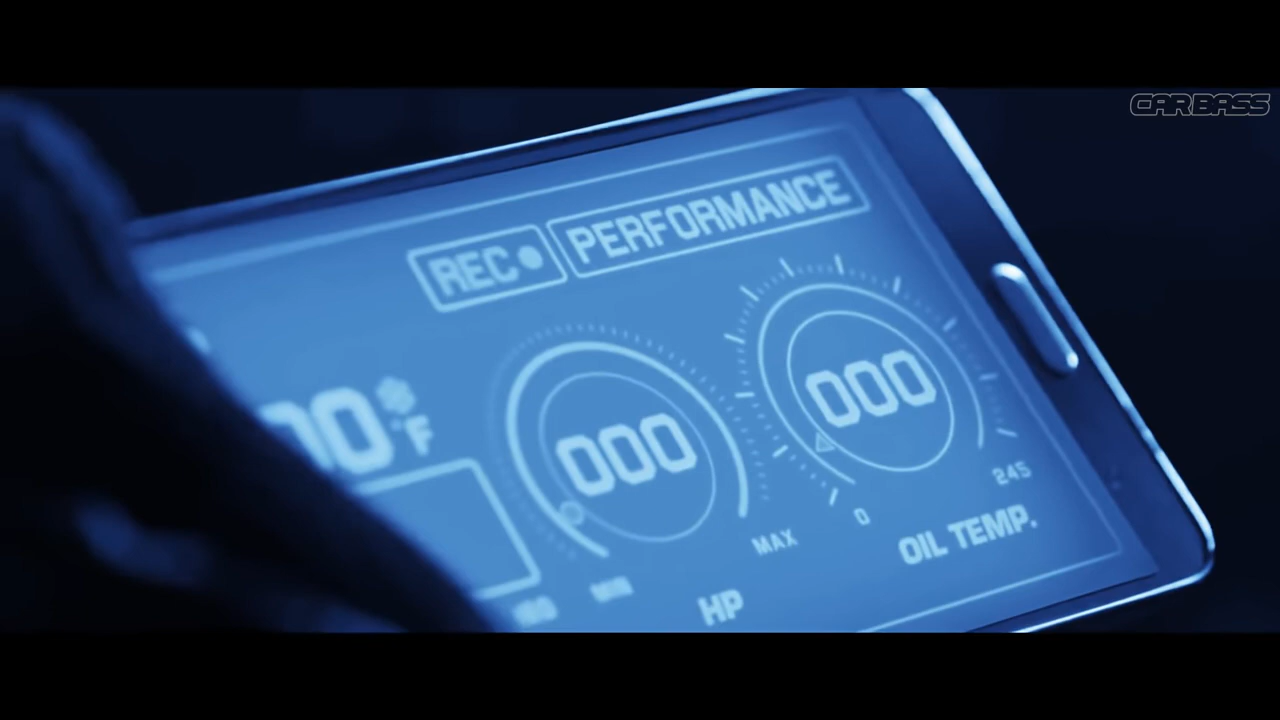 CARBASS
REC
PERFORMANCE
°F
000
000
MAX
0
245
HP
OIL TEMP.